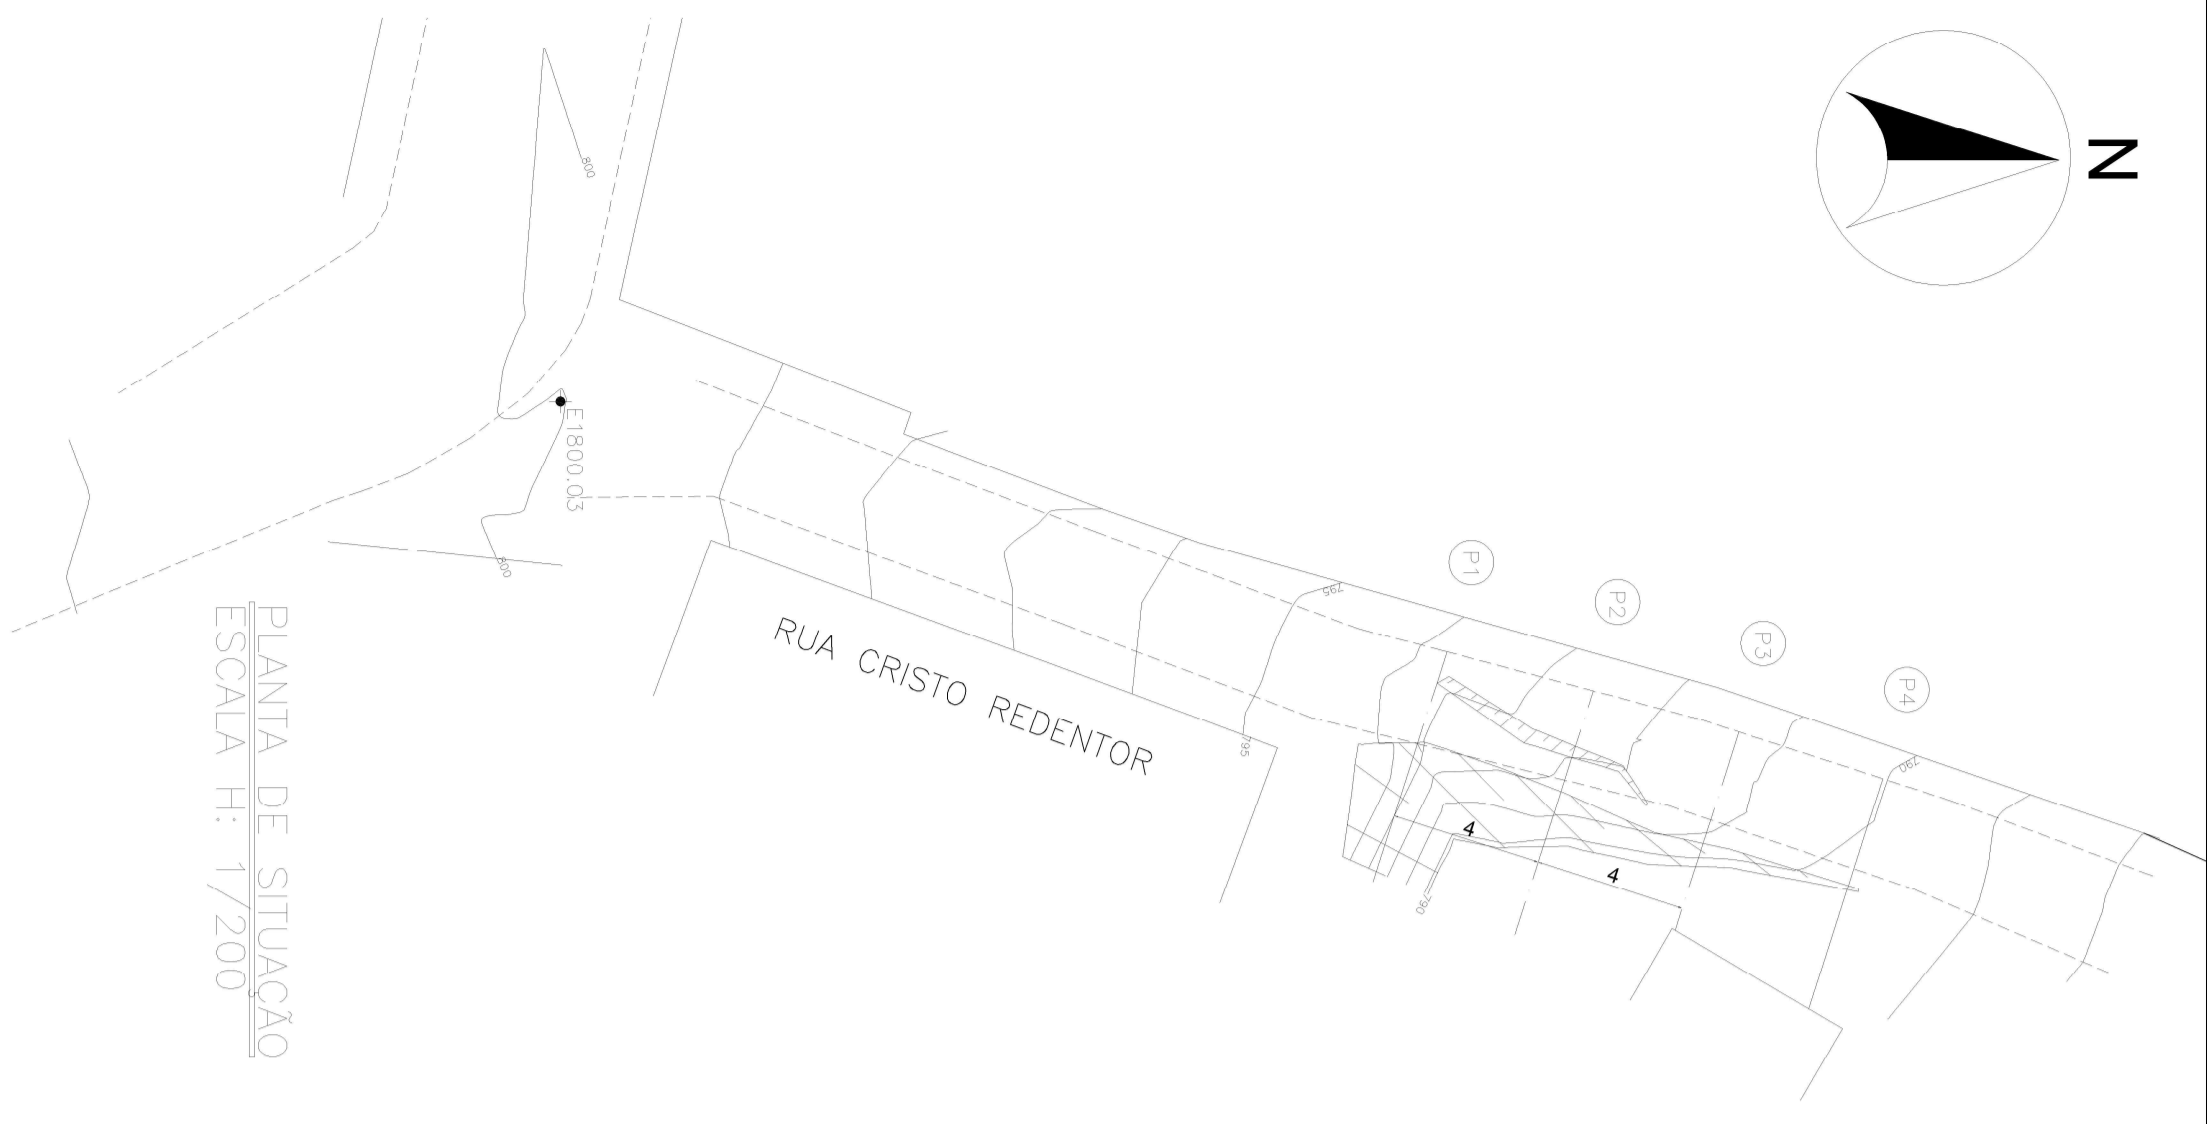 N
800
E1800.03
800
RUA CRISTO REDENTOR
795
795
P1
P2
P3
P4
790
4
4
790
PLANTA DE SITUAÇÃO
ESCALA H: 1/200